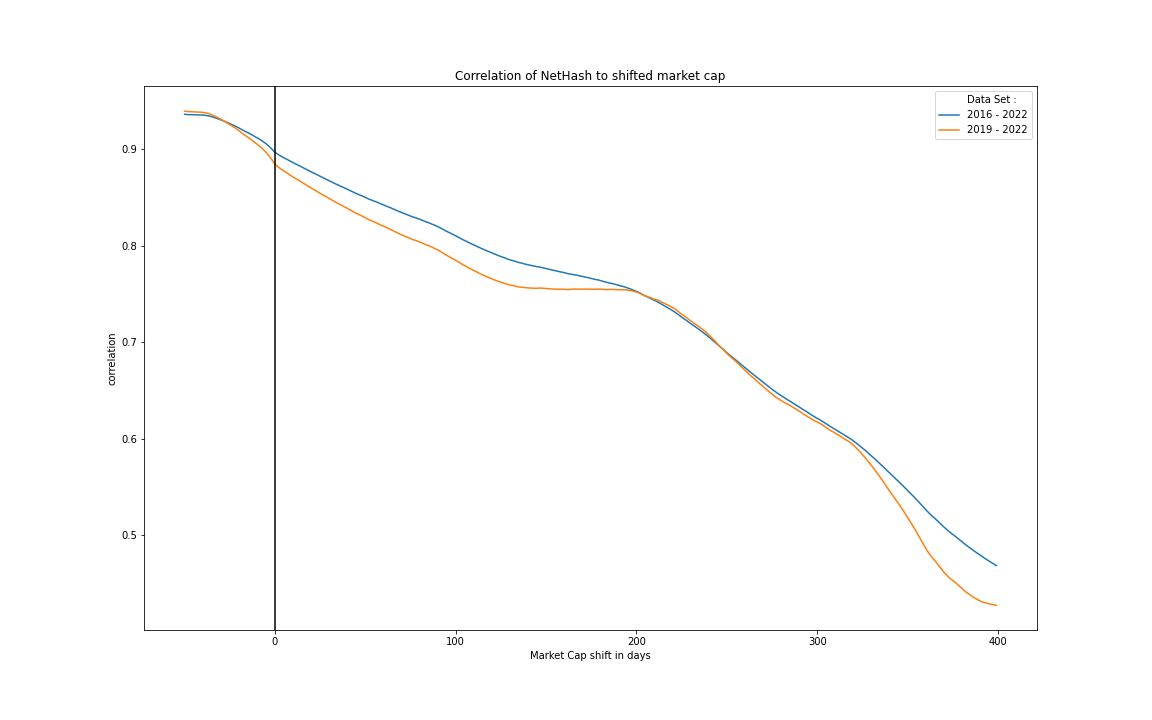 Correlation of NetHash to shifted market cap
Data Set :
2016 - 2022
2019 - 2022
0.9
0.8
0.7
0.6
0.5
correlation
0
100
200
300
400
Market Cap shift in days